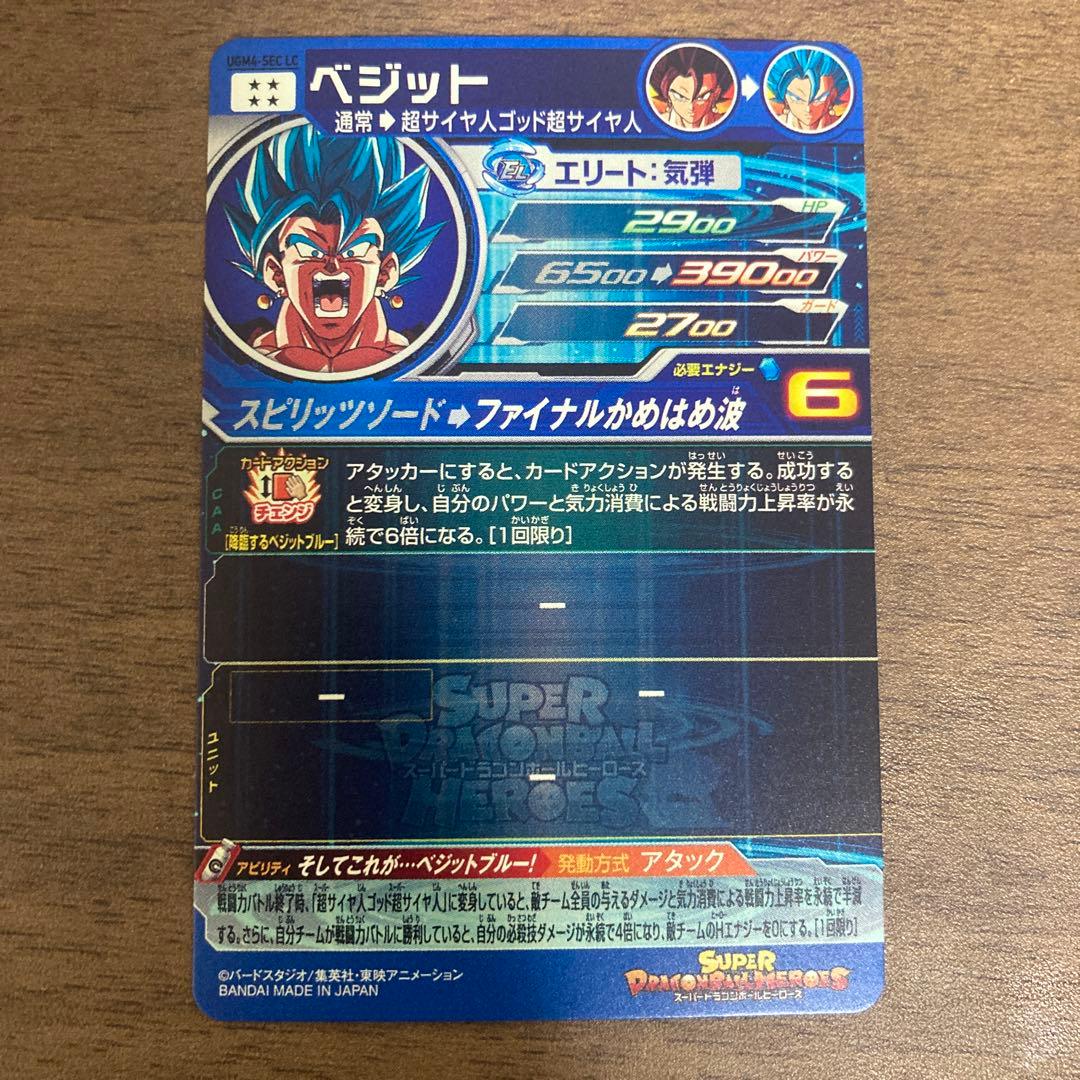 UGM4-SEC LC
★★
★★
ベジット
通常➡超サイヤ人ゴッド超サイヤ人
EL エリート:気弾
HP
2900
パワー
6500➡39000
ガード
2700
必要エナジー 6
スピリッツソード➡ファイナルかめはめ波
CAA
カードアクション
チェンジ
[降臨するベジットブルー]
アタッカーにすると、カードアクションが発生する。成功する
と変身し、自分のパワーと気力消費による戦闘力上昇率が永
続で6倍になる。[1回限り]
ー
ユニット
ー ー
ー
SUPER
DRAGONBALL
スーパードラゴンボールヒーローズ
HEROES
アビリティ そしてこれが…ベジットブルー! 発動方式 アタック
戦闘力バトル終了時、「超サイヤ人ゴッド超サイヤ人」に変身していると、敵チーム全員の与えるダメージと気力消費による戦闘力上昇率を永続で半減
する。さらに、自分チームが戦闘力バトルに勝利していると、自分の必殺技ダメージが永続で4倍になり、敵チームのHエナジーを0にする。[1回限り]
©バードスタジオ/集英社・東映アニメーション
BANDAI MADE IN JAPAN
SUPER
DRAGONBALL HEROES
スーパードラゴンボールヒーローズ